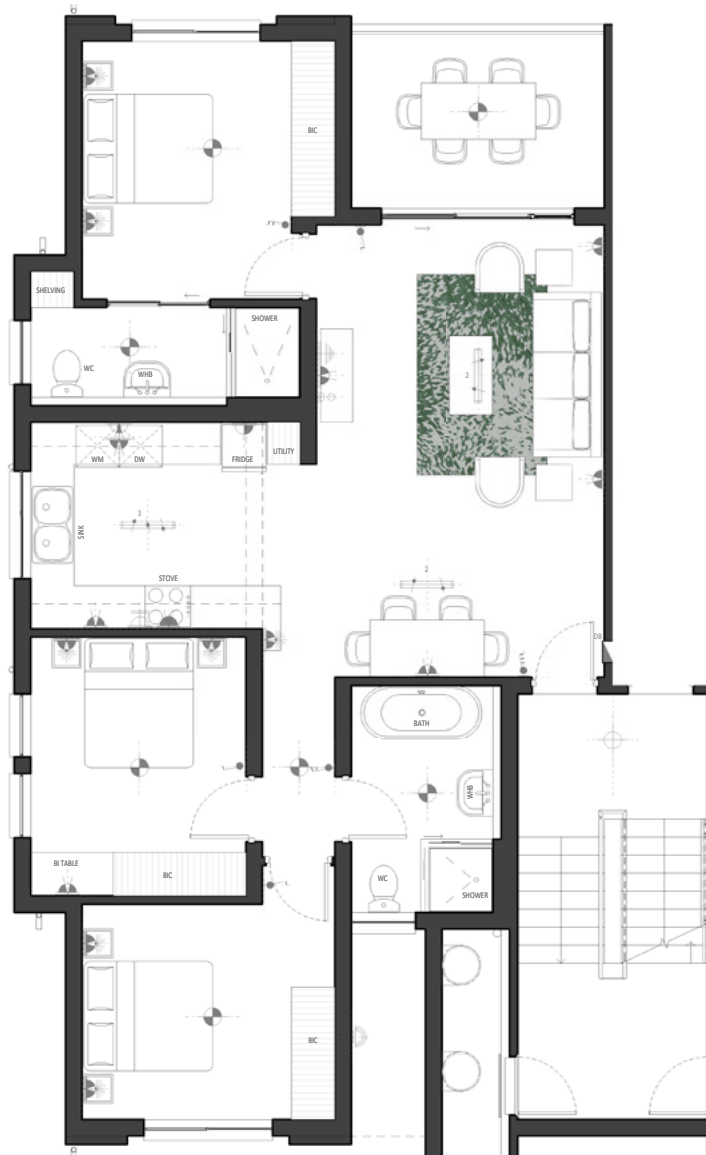 BIC
SHELVING
SHOWER
WC
WHB
2
WM
DW
FRIDGE
UTILITY
SINK
3
STOVE
2
DB
BATH
WHB
BI TABLE
BIC
WC
SHOWER
BIC